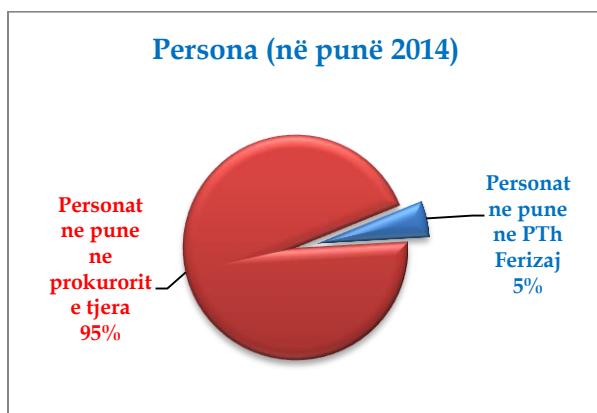 Persona (në punë 2014)
Personat
ne pune
ne
prokurorit
e tjera
95%
Personat
ne pune
ne PTh
Ferizaj
5%